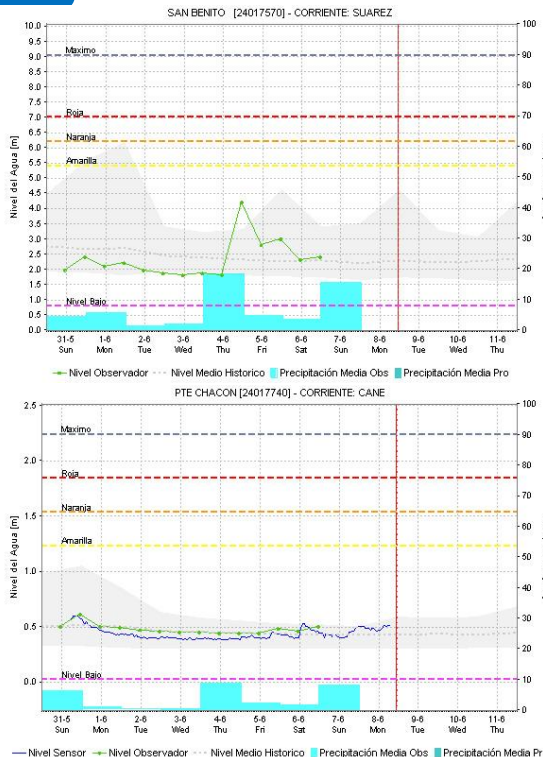 SAN BENITO [24017570] - CORRIENTE: SUAREZ
Nivel del Agua [m]
10.0
9.5
9.0
8.5
8.0
7.5
7.0
6.5
6.0
5.5
5.0
4.5
4.0
3.5
3.0
2.5
2.0
1.5
1.0
0.5
0.0
Maximo
Roja
Naranja
Amarilla
Nivel Bajo
100
90
80
70
60
50
40
30
20
10
0
31-5 1-6 2-6 3-6 4-6 5-6 6-6 7-6 8-6 9-6 10-6 11-6
Sun Mon Tue Wed Thu Fri Sat Sun Mon Tue Wed Thu
Nivel Observador Nivel Medio Historico Precipitación Media Obs Precipitación Media Pro
PTE CHACON [24017740] - CORRIENTE: CANE
Nivel del Agua [m]
2.5
2.0
1.5
1.0
0.5
0.0
Maximo
Roja
Naranja
Amarilla
Nivel Bajo
100
90
80
70
60
50
40
30
20
10
0
31-5 1-6 2-6 3-6 4-6 5-6 6-6 7-6 8-6 9-6 10-6 11-6
Sun Mon Tue Wed Thu Fri Sat Sun Mon Tue Wed Thu
Nivel Sensor Nivel Observador Nivel Medio Historico Precipitación Media Obs Precipitación Media Pr